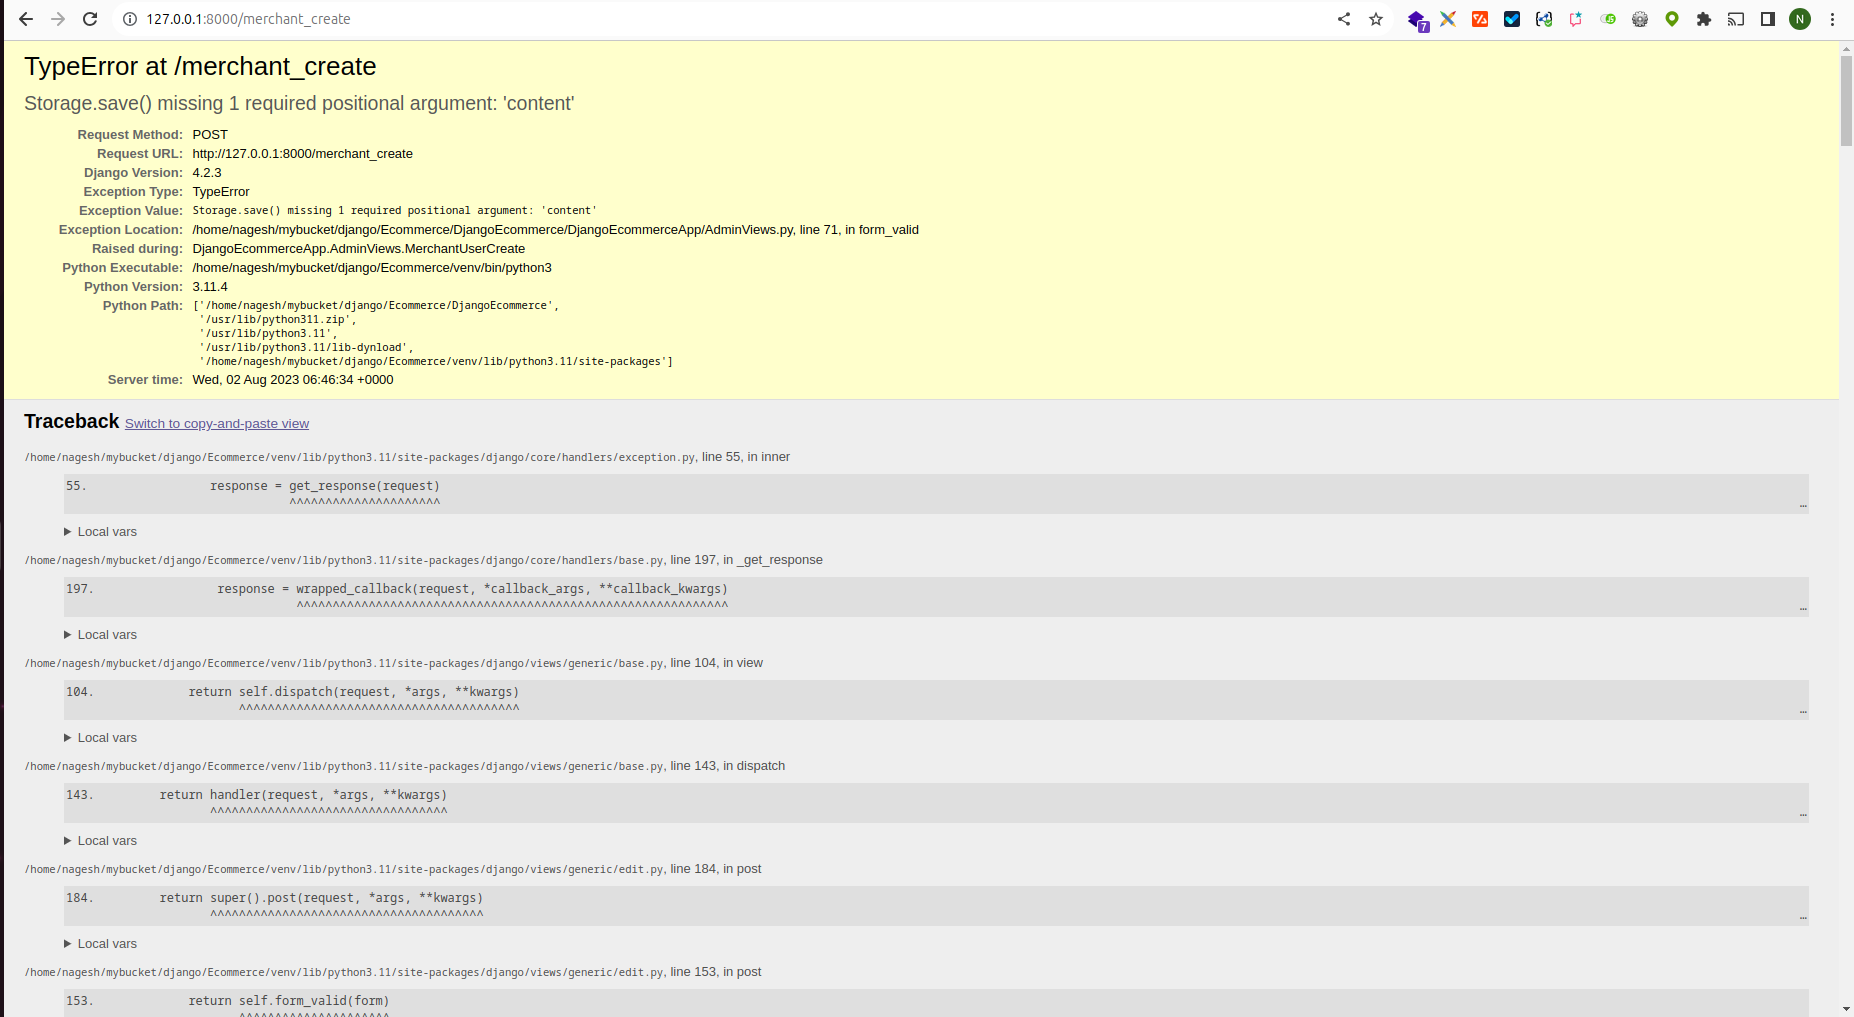 127.0.0.1:8000/merchant_create
7
JS
N
TypeError at /merchant_create
Storage.save() missing 1 required positional argument: 'content'
Request Method: POST
Request URL: http://127.0.0.1:8000/merchant_create
Django Version: 4.2.3
Exception Type: TypeError
Exception Value: Storage.save() missing 1 required positional argument: 'content'
Exception Location: /home/nagesh/mybucket/django/Ecommerce/DjangoEcommerce/DjangoEcommerceApp/AdminViews.py, line 71, in form_valid
Raised during: DjangoEcommerceApp.AdminViews.MerchantUserCreate
Python Executable: /home/nagesh/mybucket/django/Ecommerce/venv/bin/python3
Python Version: 3.11.4
Python Path: ['/home/nagesh/mybucket/django/Ecommerce/DjangoEcommerce',
'/usr/lib/python311.zip',
'/usr/lib/python3.11',
'/usr/lib/python3.11/lib-dynload',
'/home/nagesh/mybucket/django/Ecommerce/venv/lib/python3.11/site-packages']
Server time: Wed, 02 Aug 2023 06:46:34 +0000
Traceback Switch to copy-and-paste view
/home/nagesh/mybucket/django/Ecommerce/venv/lib/python3.11/site-packages/django/core/handlers/exception.py, line 55, in inner
55. response = get_response(request)
^^^^^^^^^^^^^^^^^^^^^ …
▶ Local vars
/home/nagesh/mybucket/django/Ecommerce/venv/lib/python3.11/site-packages/django/core/handlers/base.py, line 197, in _get_response
197. response = wrapped_callback(request, *callback_args, **callback_kwargs)
^^^^^^^^^^^^^^^^^^^^^^^^^^^^^^^^^^^^^^^^^^^^^^^^^^^^^^^^^^^^ …
▶ Local vars
/home/nagesh/mybucket/django/Ecommerce/venv/lib/python3.11/site-packages/django/views/generic/base.py, line 104, in view
104. return self.dispatch(request, *args, **kwargs)
^^^^^^^^^^^^^^^^^^^^^^^^^^^^^^^^^^^^^^^ …
▶ Local vars
/home/nagesh/mybucket/django/Ecommerce/venv/lib/python3.11/site-packages/django/views/generic/base.py, line 143, in dispatch
143. return handler(request, *args, **kwargs)
^^^^^^^^^^^^^^^^^^^^^^^^^^^^^^^^^ …
▶ Local vars
/home/nagesh/mybucket/django/Ecommerce/venv/lib/python3.11/site-packages/django/views/generic/edit.py, line 184, in post
184. return super().post(request, *args, **kwargs)
^^^^^^^^^^^^^^^^^^^^^^^^^^^^^^^^^^^^^^ …
▶ Local vars
/home/nagesh/mybucket/django/Ecommerce/venv/lib/python3.11/site-packages/django/views/generic/edit.py, line 153, in post
153. return self.form_valid(form)
^^^^^^^^^^^^^^^^^^^^^